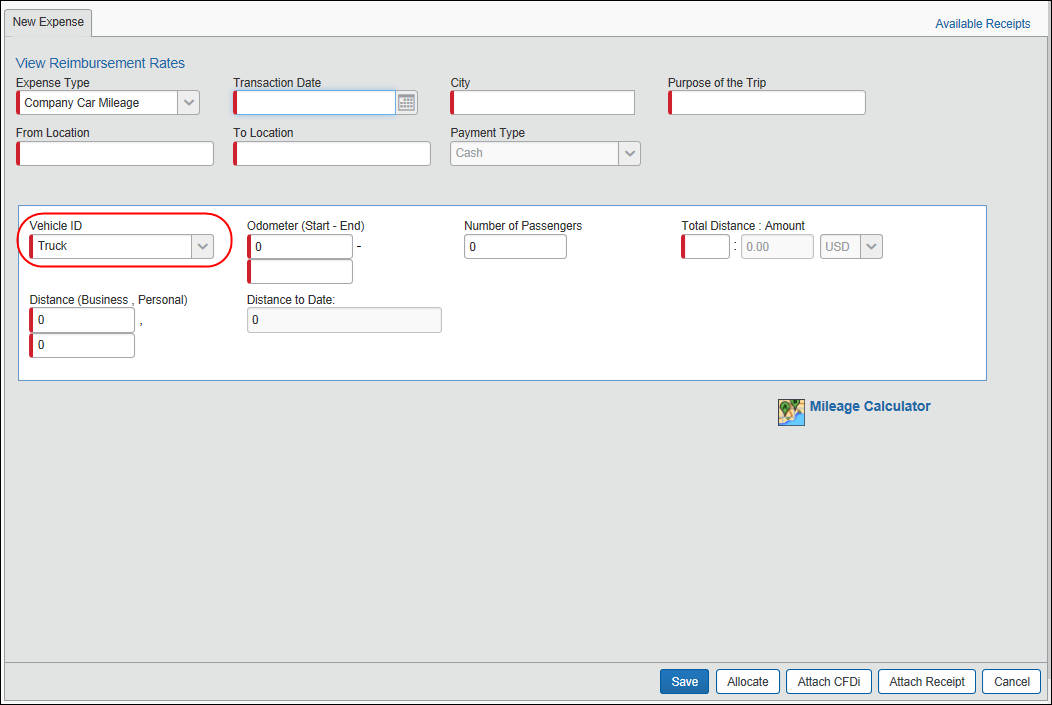 New Expense
Available Receipts
View Reimbursement Rates
Expense Type Transaction Date City Purpose of the Trip
Company Car Mileage
From Location To Location Payment Type
Cash
Vehicle ID Odometer (Start - End) Number of Passengers Total Distance : Amount
Truck 0 - 0 : 0.00 USD
Distance (Business , Personal) Distance to Date:
0 , 0
0
Mileage Calculator
Save Allocate Attach CFDi Attach Receipt Cancel